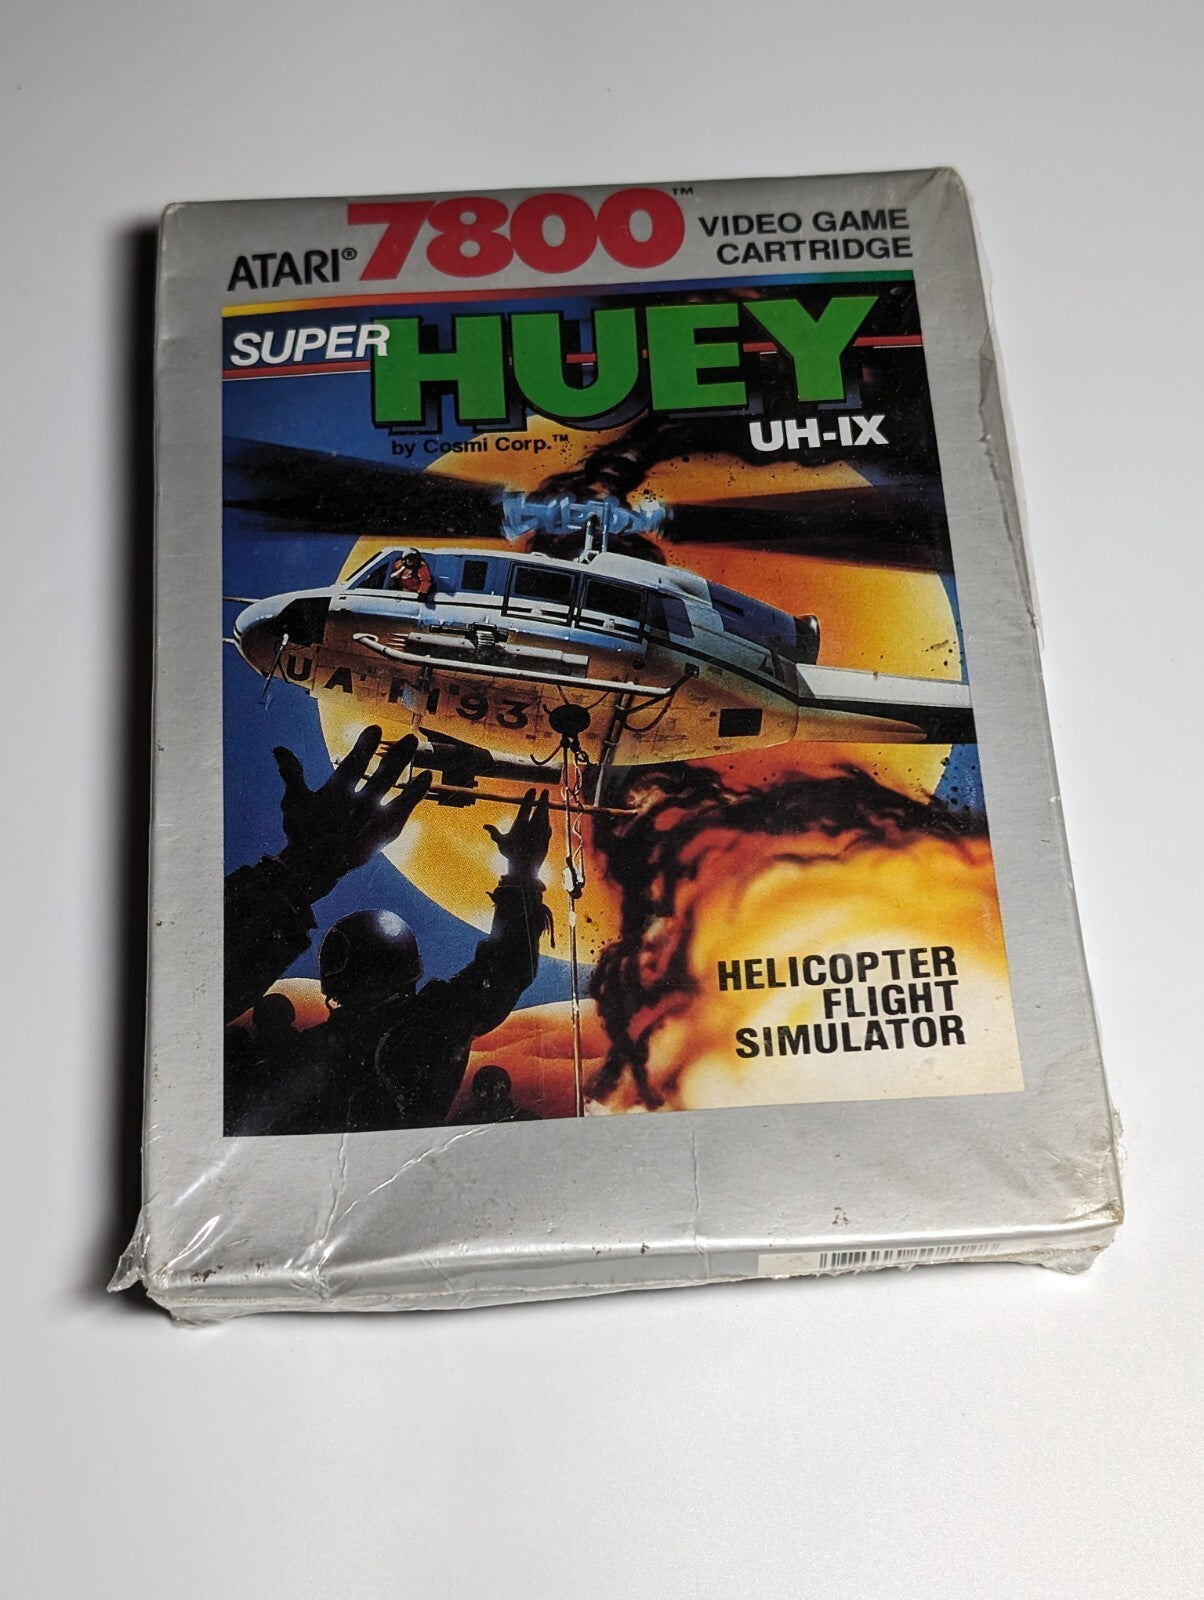 ATARI® 7800™ VIDEO GAME
CARTRIDGE
SUPER HUEY
UH-IX
by Cosmi Corp.™
HELICOPTER
FLIGHT
SIMULATOR